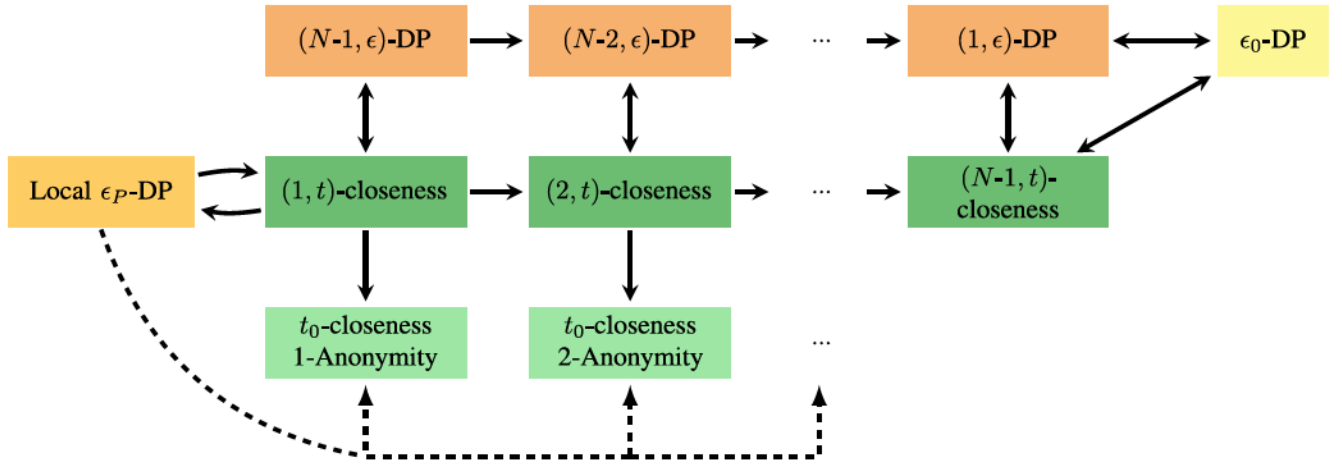 (N-1, ϵ)-DP
(N-2, ϵ)-DP
...
(1, ϵ)-DP
ϵ₀-DP
Local ϵ_P-DP
(1, t)-closeness
(2, t)-closeness
...
(N-1, t)-
closeness
t₀-closeness
1-Anonymity
t₀-closeness
2-Anonymity
...